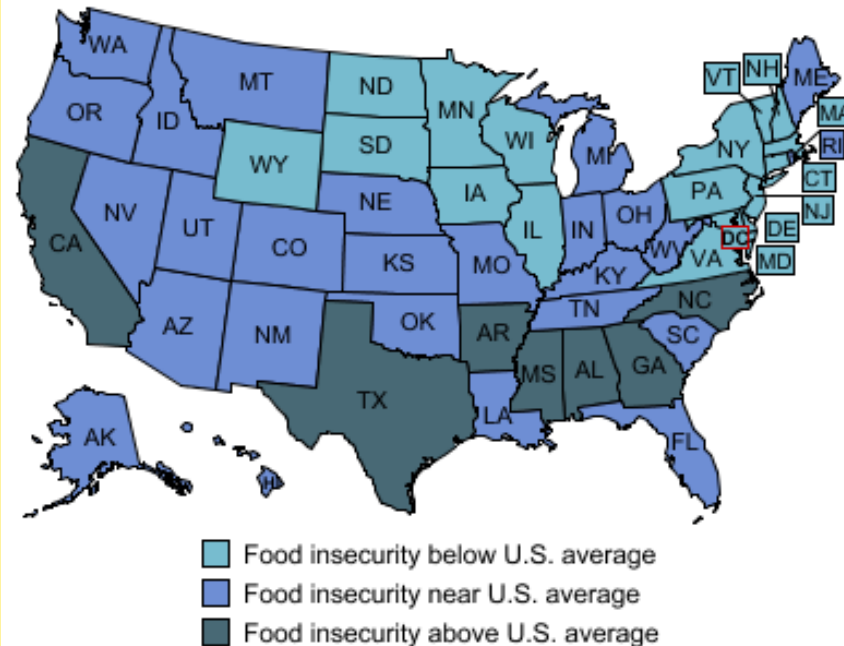 WA
MT
ND
MN
VT
NH
ME
OR
ID
SD
WI
MI
NY
MA
RI
WY
IA
PA
CT
NJ
NV
UT
CO
NE
IL
IN
OH
WV
DC
DE
VA
MD
CA
KS
MO
KY
AZ
NM
OK
AR
TN
NC
SC
TX
MS
AL
GA
LA
FL
AK
HI
Food insecurity below U.S. average
Food insecurity near U.S. average
Food insecurity above U.S. average